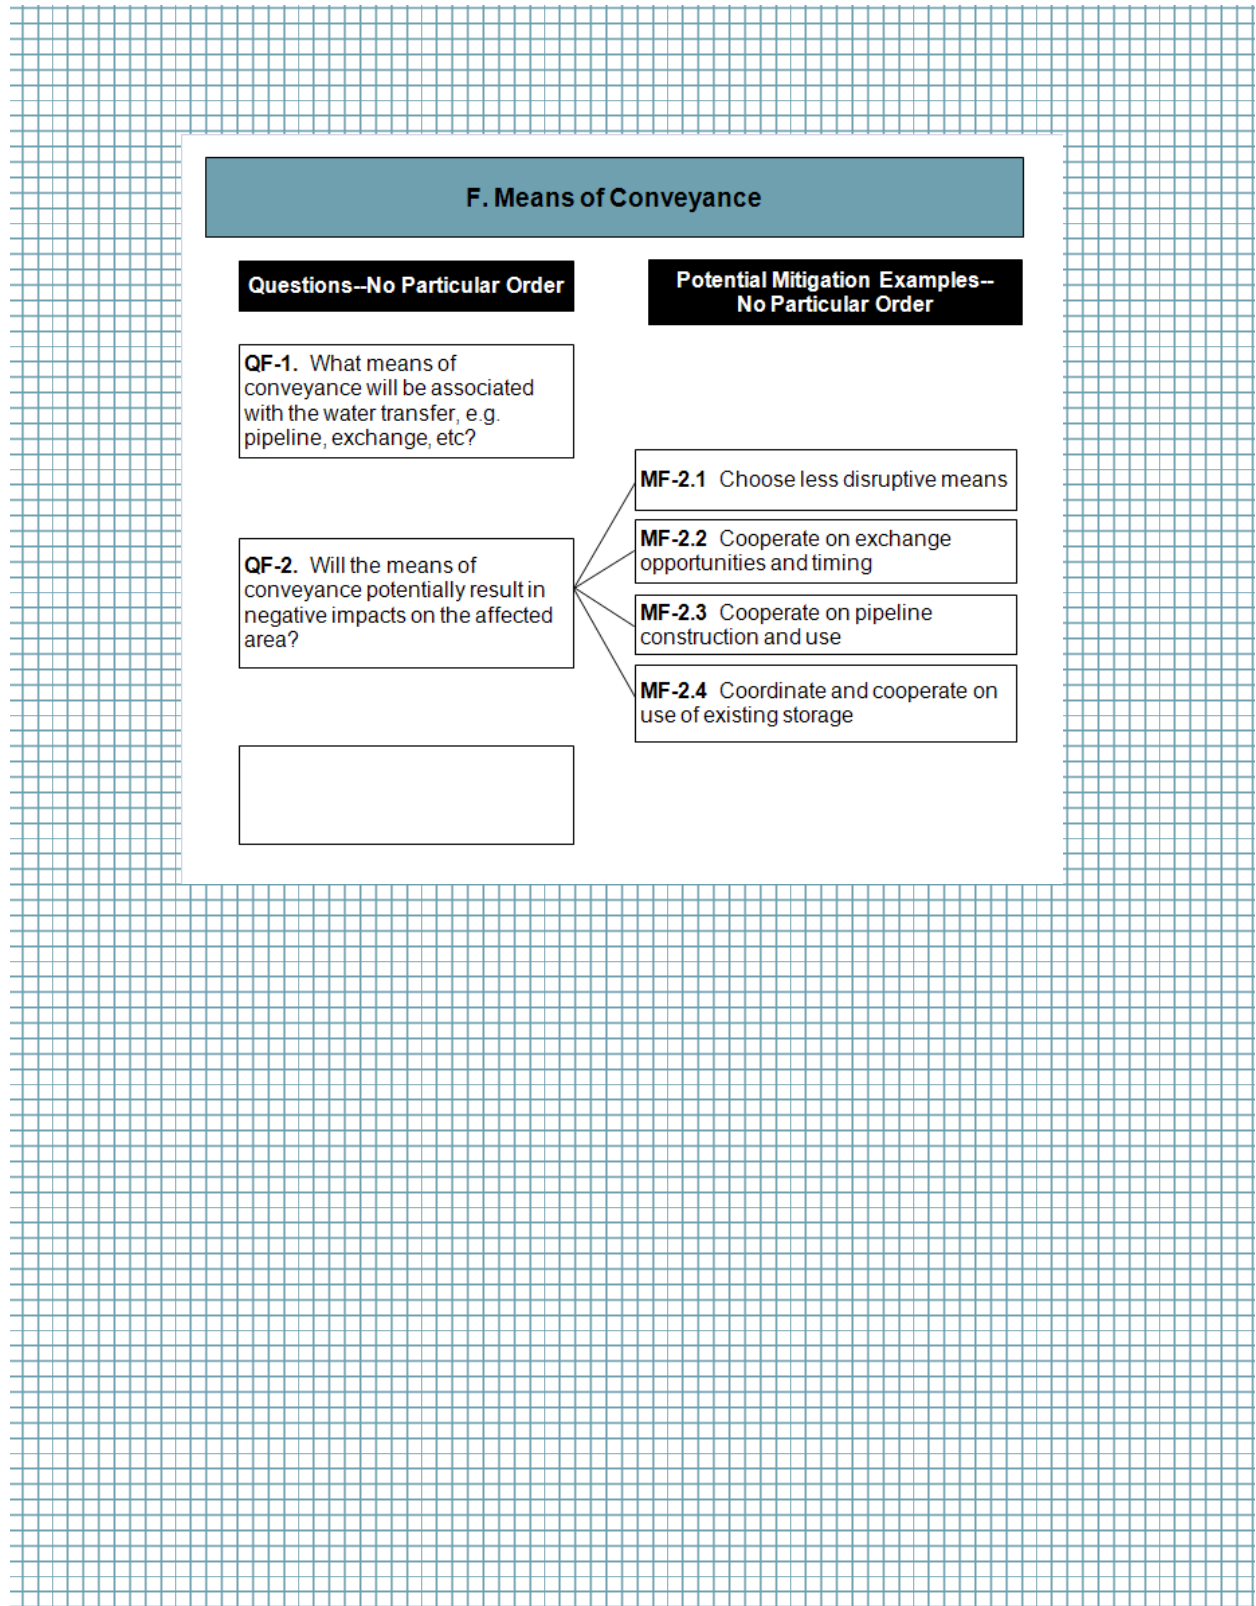 F. Means of Conveyance
Questions--No Particular Order
Potential Mitigation Examples--
No Particular Order
QF-1. What means of
conveyance will be associated
with the water transfer, e.g.
pipeline, exchange, etc?
QF-2. Will the means of
conveyance potentially result in
negative impacts on the affected
area?
MF-2.1 Choose less disruptive means
MF-2.2 Cooperate on exchange
opportunities and timing
MF-2.3 Cooperate on pipeline
construction and use
MF-2.4 Coordinate and cooperate on
use of existing storage